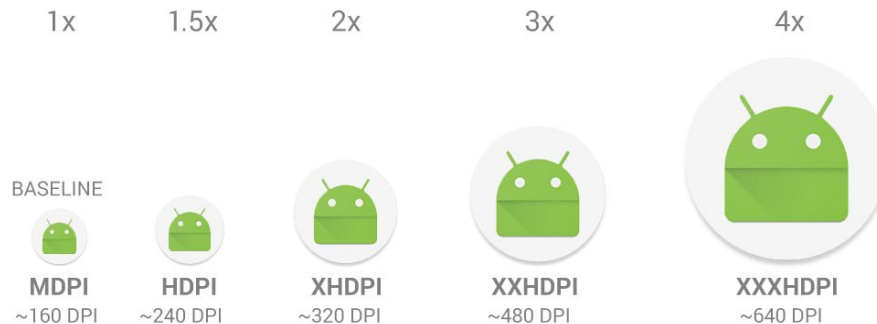 1x 1.5x 2x 3x 4x
BASELINE
MDPI HDPI XHDPI XXHDPI XXXHDPI
~160 DPI ~240 DPI ~320 DPI ~480 DPI ~640 DPI